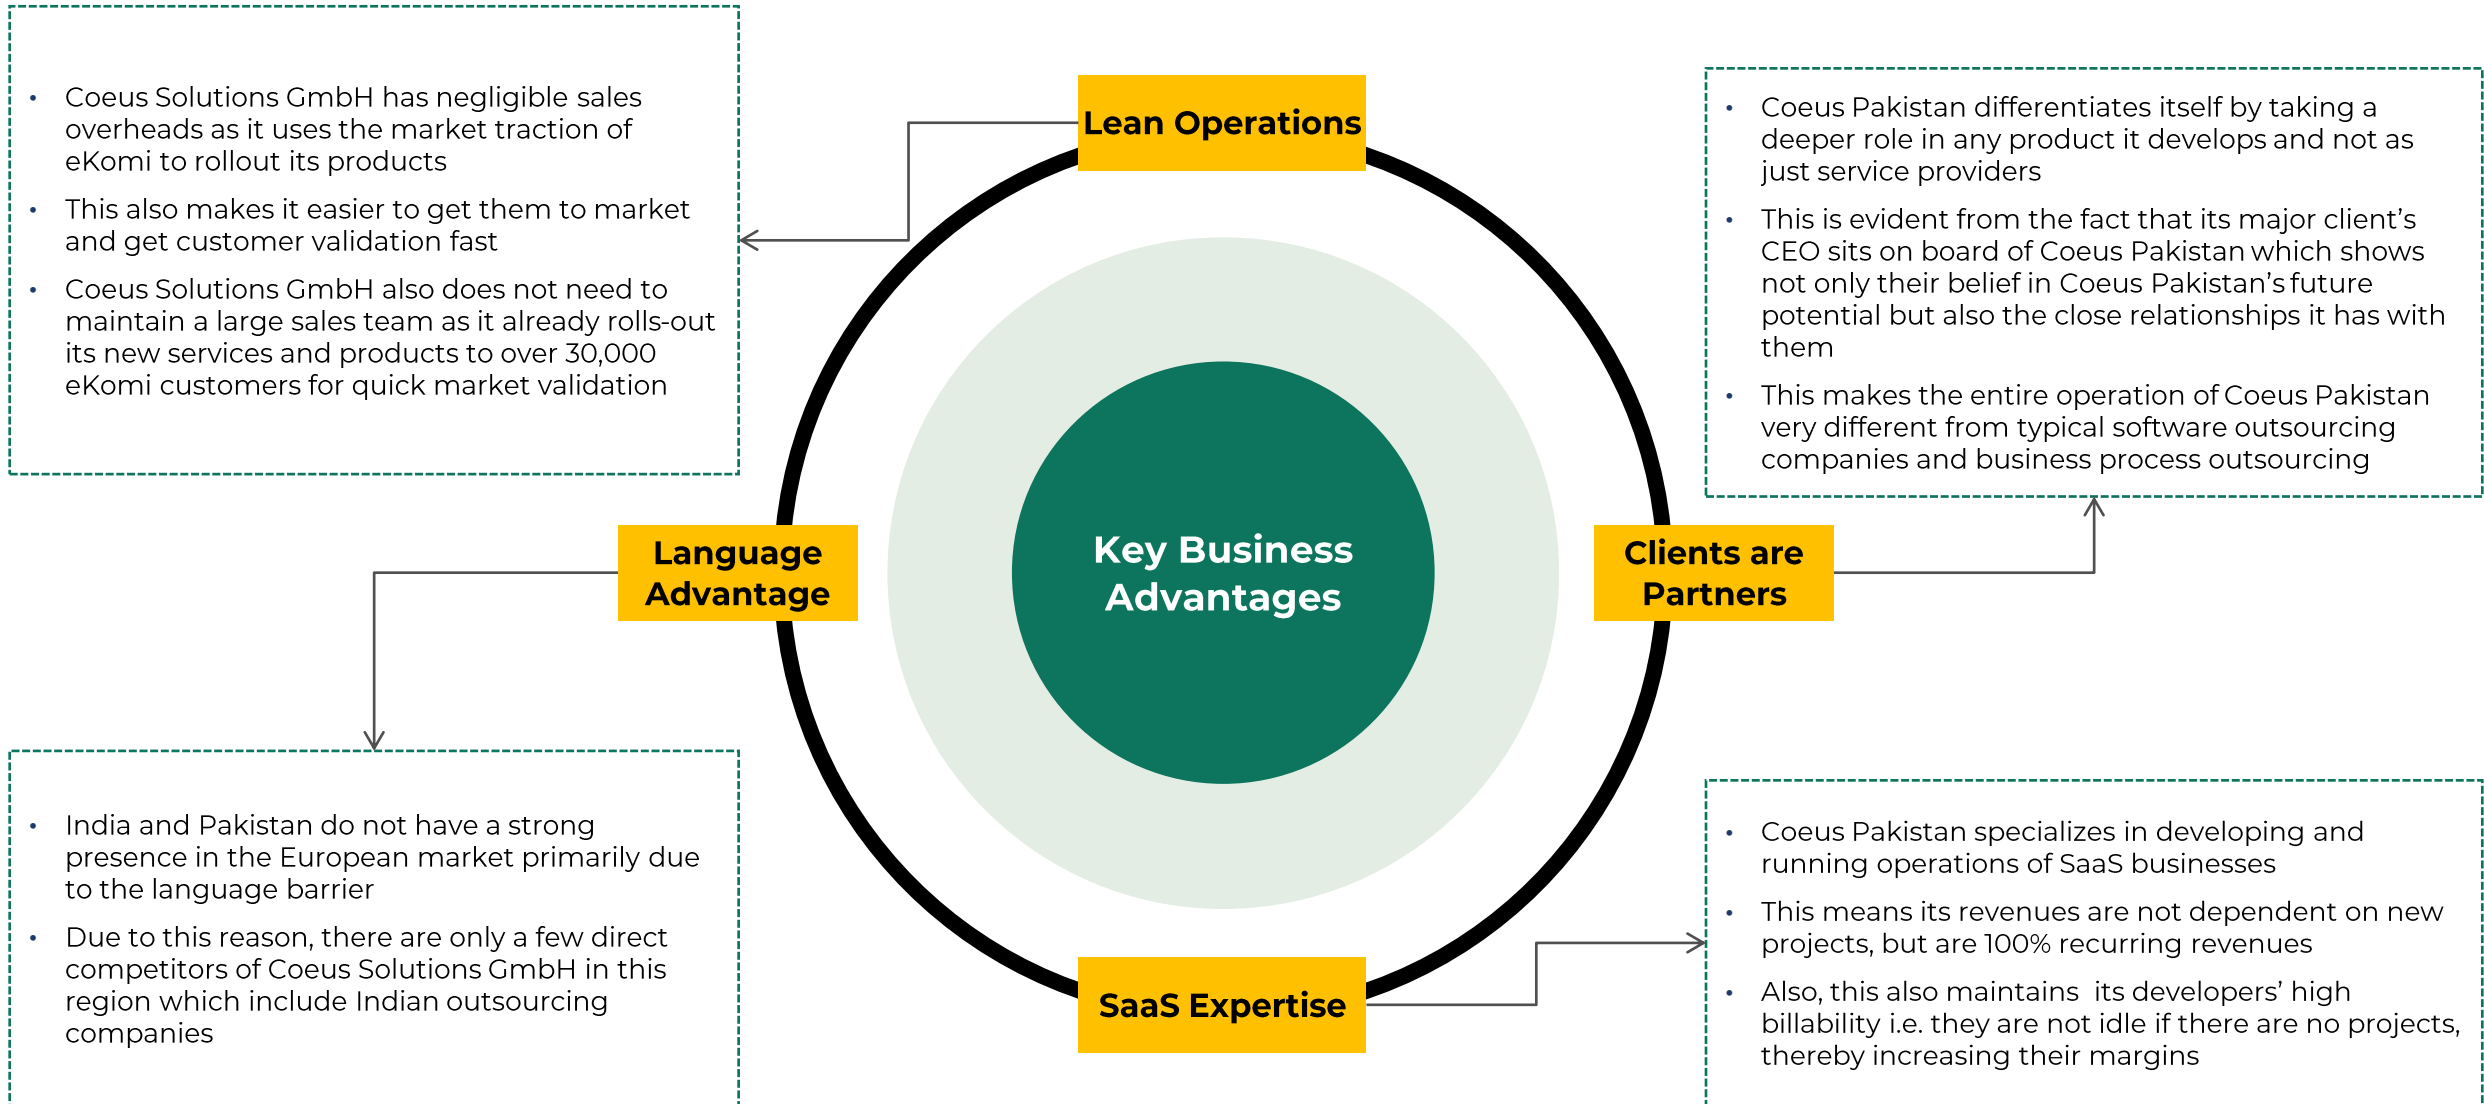 Lean Operations
• Coeus Solutions GmbH has negligible sales
overheads as it uses the market traction of
eKomi to rollout its products
• This also makes it easier to get them to market
and get customer validation fast
• Coeus Solutions GmbH also does not need to
maintain a large sales team as it already rolls-out
its new services and products to over 30,000
eKomi customers for quick market validation
• Coeus Pakistan differentiates itself by taking a
deeper role in any product it develops and not as
just service providers
• This is evident from the fact that its major client’s
CEO sits on board of Coeus Pakistan which shows
not only their belief in Coeus Pakistan’s future
potential but also the close relationships it has with
them
• This makes the entire operation of Coeus Pakistan
very different from typical software outsourcing
companies and business process outsourcing
Language
Advantage
Key Business
Advantages
Clients are
Partners
• India and Pakistan do not have a strong
presence in the European market primarily due
to the language barrier
• Due to this reason, there are only a few direct
competitors of Coeus Solutions GmbH in this
region which include Indian outsourcing
companies
SaaS Expertise
• Coeus Pakistan specializes in developing and
running operations of SaaS businesses
• This means its revenues are not dependent on new
projects, but are 100% recurring revenues
• Also, this also maintains its developers’ high
billability i.e. they are not idle if there are no projects,
thereby increasing their margins